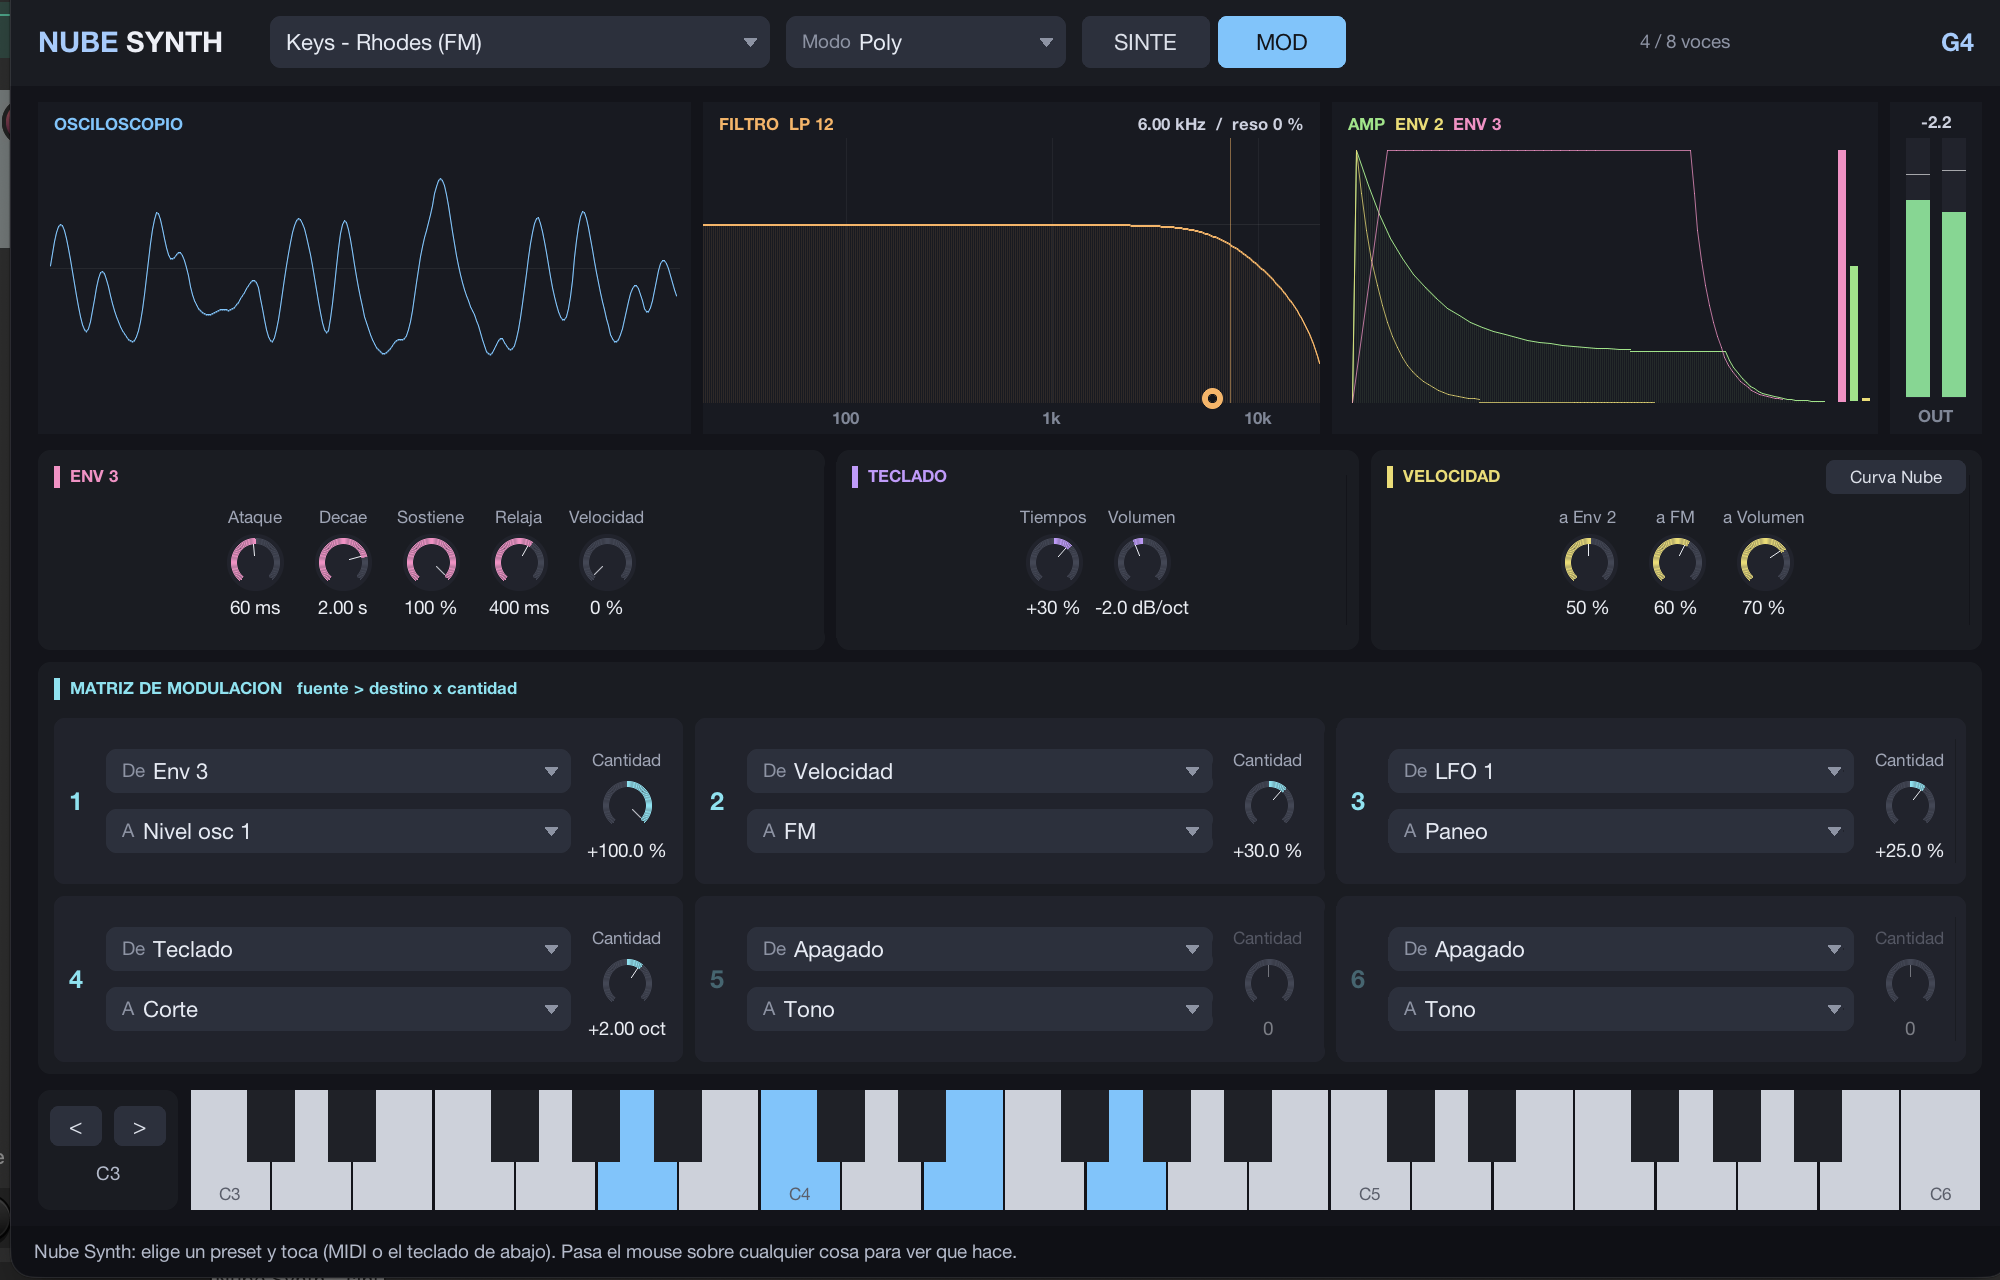 NUBE SYNTH
Keys - Rhodes (FM)
Modo Poly
SINTE
MOD
4 / 8 voces
G4
OSCILOSCOPIO
FILTRO LP 12
6.00 kHz / reso 0 %
100
1k
10k
AMP ENV 2 ENV 3
-2.2
OUT
ENV 3
Ataque Decae Sostiene Relaja Velocidad
60 ms 2.00 s 100 % 400 ms 0 %
TECLADO
Tiempos Volumen
+30 % -2.0 dB/oct
VELOCIDAD
Curva Nube
a Env 2 a FM a Volumen
50 % 60 % 70 %
MATRIZ DE MODULACION fuente > destino x cantidad
1
De Env 3
A Nivel osc 1
Cantidad
+100.0 %
2
De Velocidad
A FM
Cantidad
+30.0 %
3
De LFO 1
A Paneo
Cantidad
+25.0 %
4
De Teclado
A Corte
Cantidad
+2.00 oct
5
De Apagado
A Tono
Cantidad
0
6
De Apagado
A Tono
Cantidad
0
< >
C3
C3
C4
C5
C6
Nube Synth: elige un preset y toca (MIDI o el teclado de abajo). Pasa el mouse sobre cualquier cosa para ver que hace.